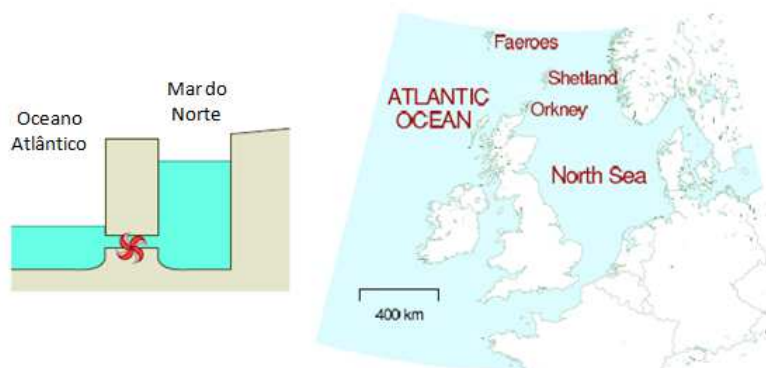 Oceano
Atlântico
Mar do
Norte
Faeroes
Shetland
ATLANTIC
OCEAN
Orkney
North Sea
400 km